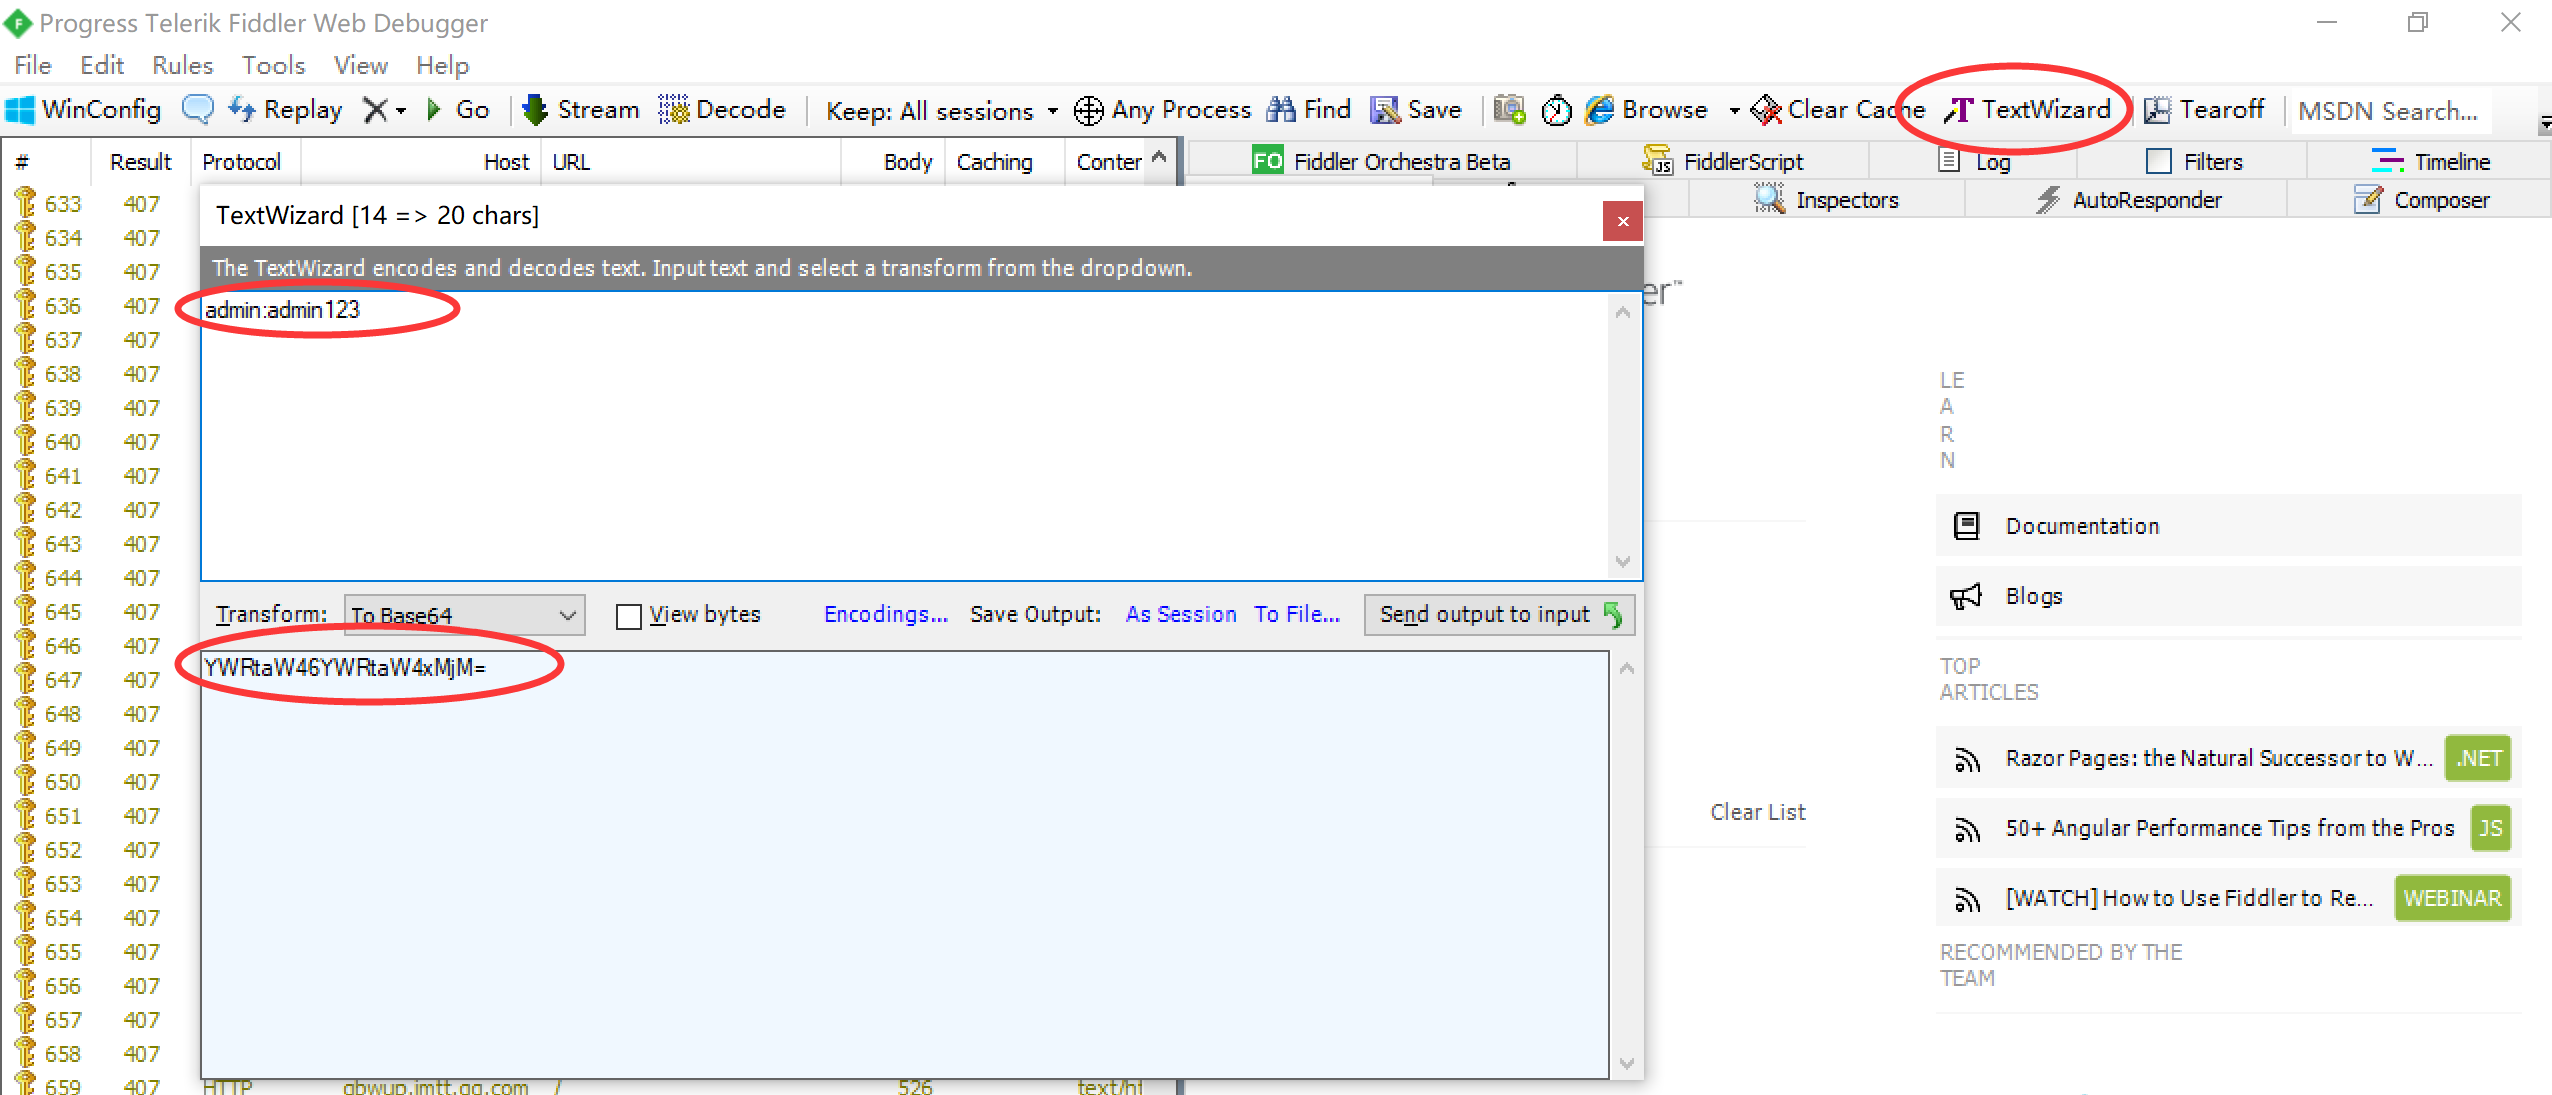 Progress Telerik Fiddler Web Debugger
File Edit Rules Tools View Help
WinConfig Replay Go Stream Decode Keep: All sessions Any Process Find Save Browse Clear Cache TextWizard Tearoff MSDN Search...
# Result Protocol Host URL Body Caching Conter
FO Fiddler Orchestra Beta JS FiddlerScript Log Filters Timeline
Inspectors AutoResponder Composer
633 407
634 407
635 407
636 407
637 407
638 407
639 407
640 407
641 407
642 407
643 407
644 407
645 407
646 407
647 407
648 407
649 407
650 407
651 407
652 407
653 407
654 407
655 407
656 407
657 407
658 407
659 407 HTTP qbwup.imtt.qq.com / 526 text/ht
TextWizard [14 => 20 chars]
The TextWizard encodes and decodes text. Input text and select a transform from the dropdown.
admin:admin123
Transform: To Base64 View bytes Encodings... Save Output: As Session To File... Send output to input
YWRtaW46YWRtaW4xMjM=
er™
Clear List
LE
A
R
N
Documentation
Blogs
TOP
ARTICLES
Razor Pages: the Natural Successor to W... .NET
50+ Angular Performance Tips from the Pros JS
[WATCH] How to Use Fiddler to Re... WEBINAR
RECOMMENDED BY THE
TEAM